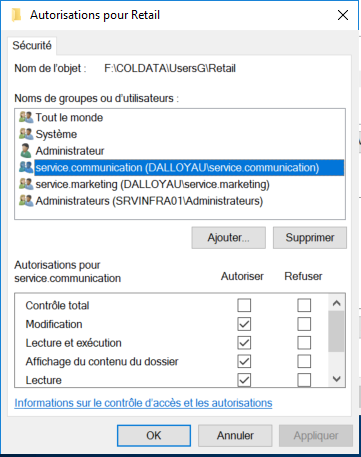 Autorisations pour Retail
Sécurité
Nom de l'objet : F:\COLDATA\UsersG\Retail
Noms de groupes ou d'utilisateurs :
Tout le monde
Système
Administrateur
service.communication (DALLOYAU\service.communication)
service.marketing (DALLOYAU\service.marketing)
Administrateurs (SRVINFRA01\Administrateurs)
Ajouter... Supprimer
Autorisations pour
service.communication Autoriser Refuser
Contrôle total
Modification
Lecture et exécution
Affichage du contenu du dossier
Lecture
Informations sur le contrôle d'accès et les autorisations
OK Annuler Appliquer